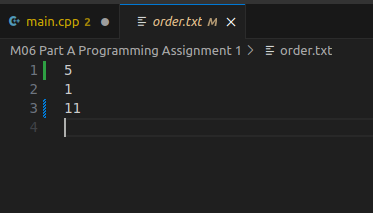 main.cpp 2
order.txt M
M06 Part A Programming Assignment 1 > order.txt
1 5
2 1
3 11
4